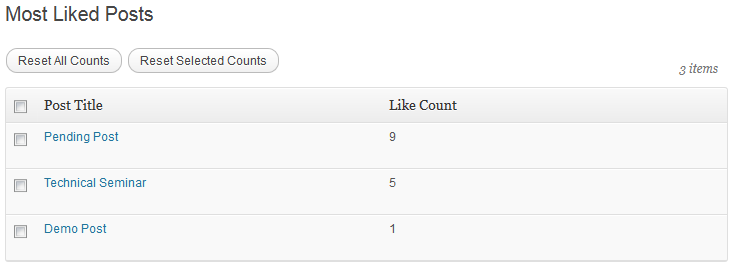 Most Liked Posts
Reset All Counts Reset Selected Counts
3 items
Post Title Like Count
Pending Post 9
Technical Seminar 5
Demo Post 1